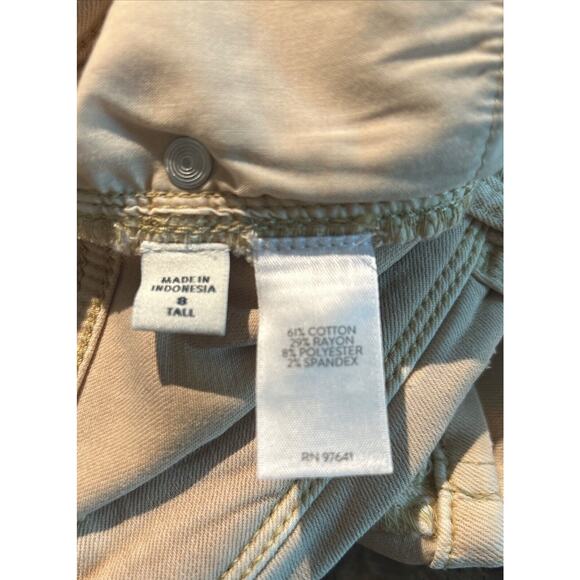 MADE IN
INDONESIA
8
TALL
61% COTTON
29% RAYON
8% POLYESTER
2% SPANDEX
RN 97641